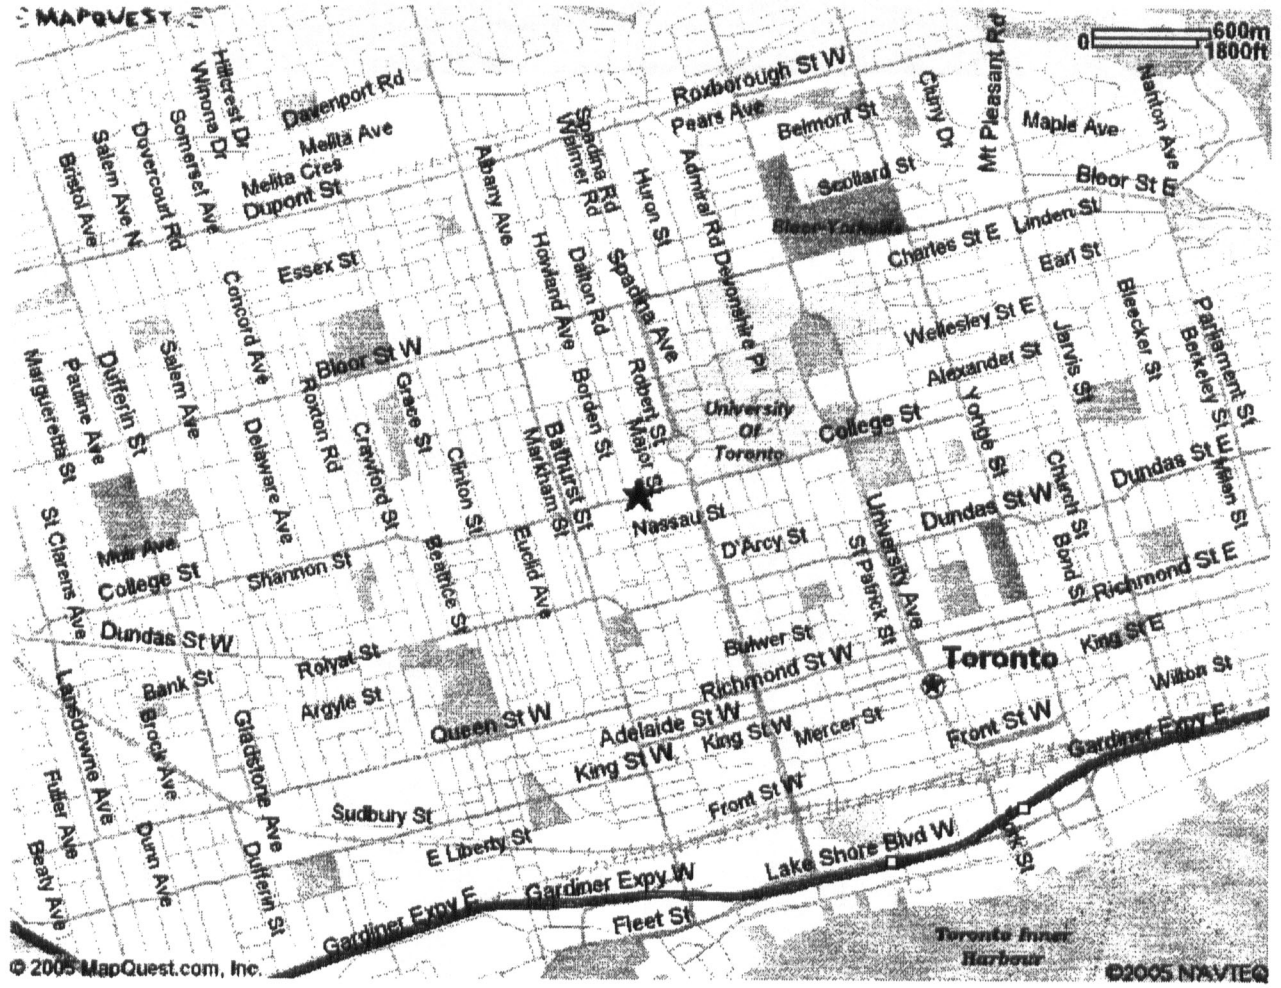 MAPQUEST
600m
0
1800ft
Roxborough St W
Pears Ave
Belmont St
Cluny Dr
Mt Pleasant Rd
Maple Ave
Nanton Ave
Hillcrest Dr
Winona Dr
Somerset Ave
Dovercourt Rd
Salem Ave N
Bristol Ave
Davenport Rd
Melita Ave
Melita Cres
Dupont St
Albany Ave
Spadina Rd
Walmer Rd
Huron St
Admiral Rd
Scollard St
Bloor-Yorkville
Bloor St E
Linden St
Charles St E
Earl St
Essex St
Concord Ave
Howland Ave
Dalton Rd
Spadina Ave
Devonshire Pl
Wellesley St E
Alexander St
Jarvis St
Bleecker St
Parliament St
Berkeley St E
Bloor St W
Margueretta St
Pauline Ave
Dufferin St
Salem Ave
Roxton Rd
Grace St
Borden St
Robert St
Major St
University
Of
Toronto
College St
Yonge St
Dundas St E
Milan St
Delaware Ave
Crawford St
Clinton St
Bathurst St
Markham St
Nassau St
D'Arcy St
University Ave
Dundas St W
Church St
Bond St
St Clarens Ave
Muir Ave
College St
Shannon St
Beatrice St
Euclid Ave
St Patrick St
Richmond St E
King St E
Dundas St W
Rolyat St
Bulwer St
Richmond St W
Toronto
Wilton St
Lansdowne Ave
Bank St
Brock Ave
Argyle St
Gladstone Ave
Queen St W
Adelaide St W
King St W
King St W
Mercer St
Front St W
Gardiner Expy E
Fuller Ave
Beaty Ave
Dunn Ave
Dufferin St
Sudbury St
E Liberty St
Front St W
Lake Shore Blvd W
York St
Gardiner Expy W
Gardiner Expy E
Fleet St
Toronto Inner
Harbour
© 2005 MapQuest.com, Inc.
©2005 NAVTEQ